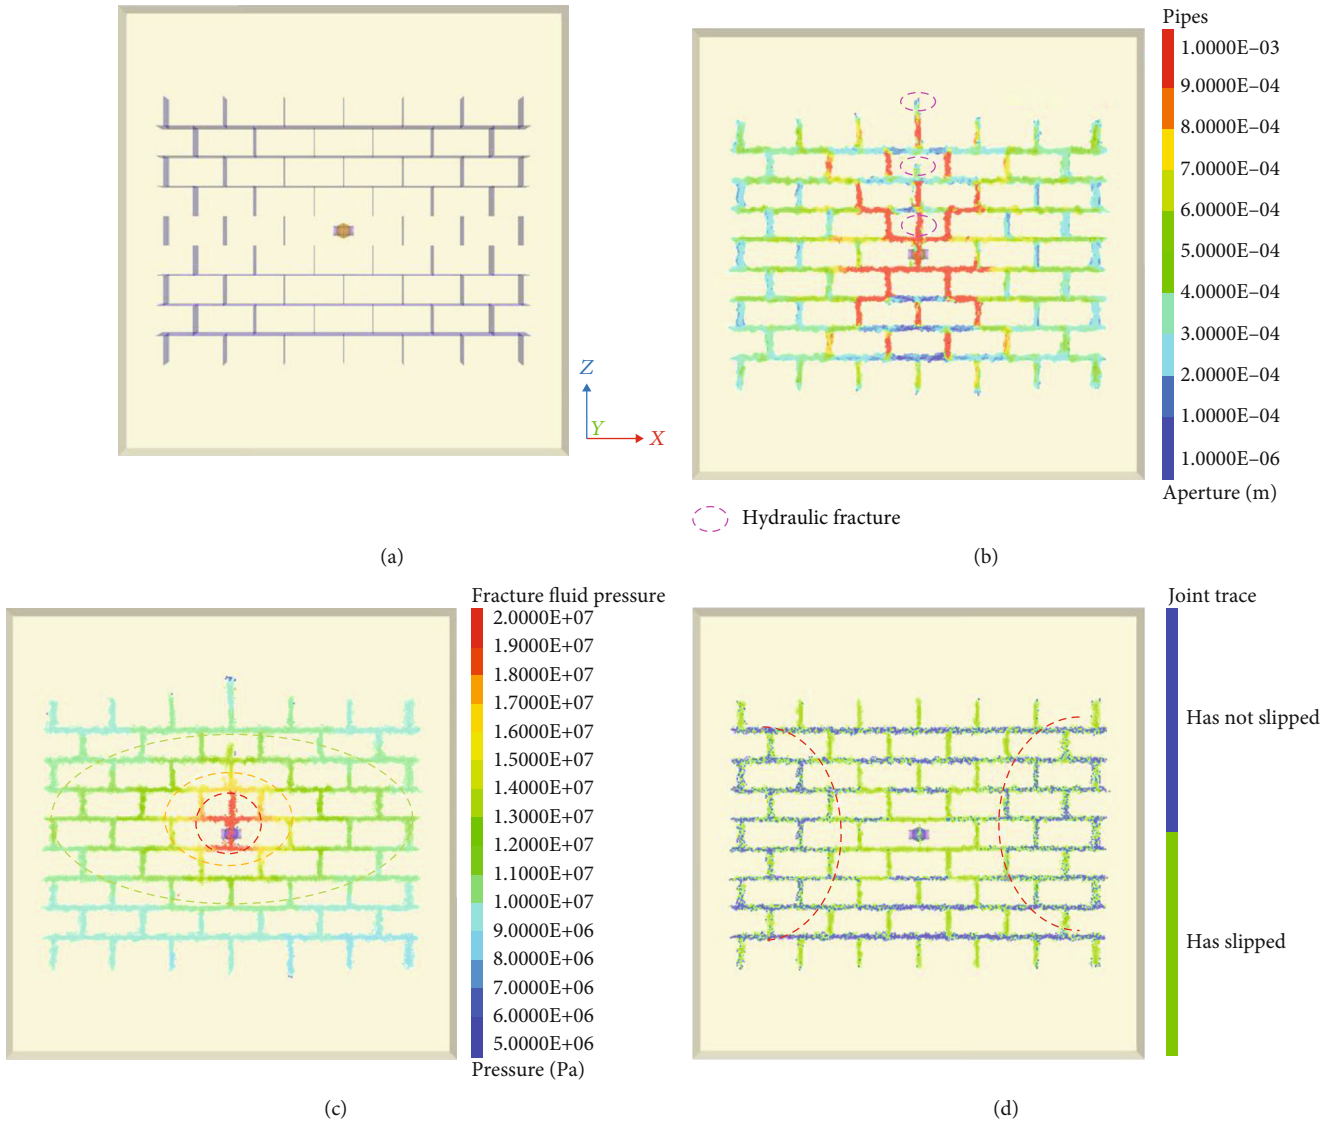 Z
Y
X
(a)
Pipes
1.0000E–03
9.0000E–04
8.0000E–04
7.0000E–04
6.0000E–04
5.0000E–04
4.0000E–04
3.0000E–04
2.0000E–04
1.0000E–04
1.0000E–06
Aperture (m)
Hydraulic fracture
(b)
Fracture fluid pressure
2.0000E+07
1.9000E+07
1.8000E+07
1.7000E+07
1.6000E+07
1.5000E+07
1.4000E+07
1.3000E+07
1.2000E+07
1.1000E+07
1.0000E+07
9.0000E+06
8.0000E+06
7.0000E+06
6.0000E+06
5.0000E+06
Pressure (Pa)
(c)
Joint trace
Has not slipped
Has slipped
(d)